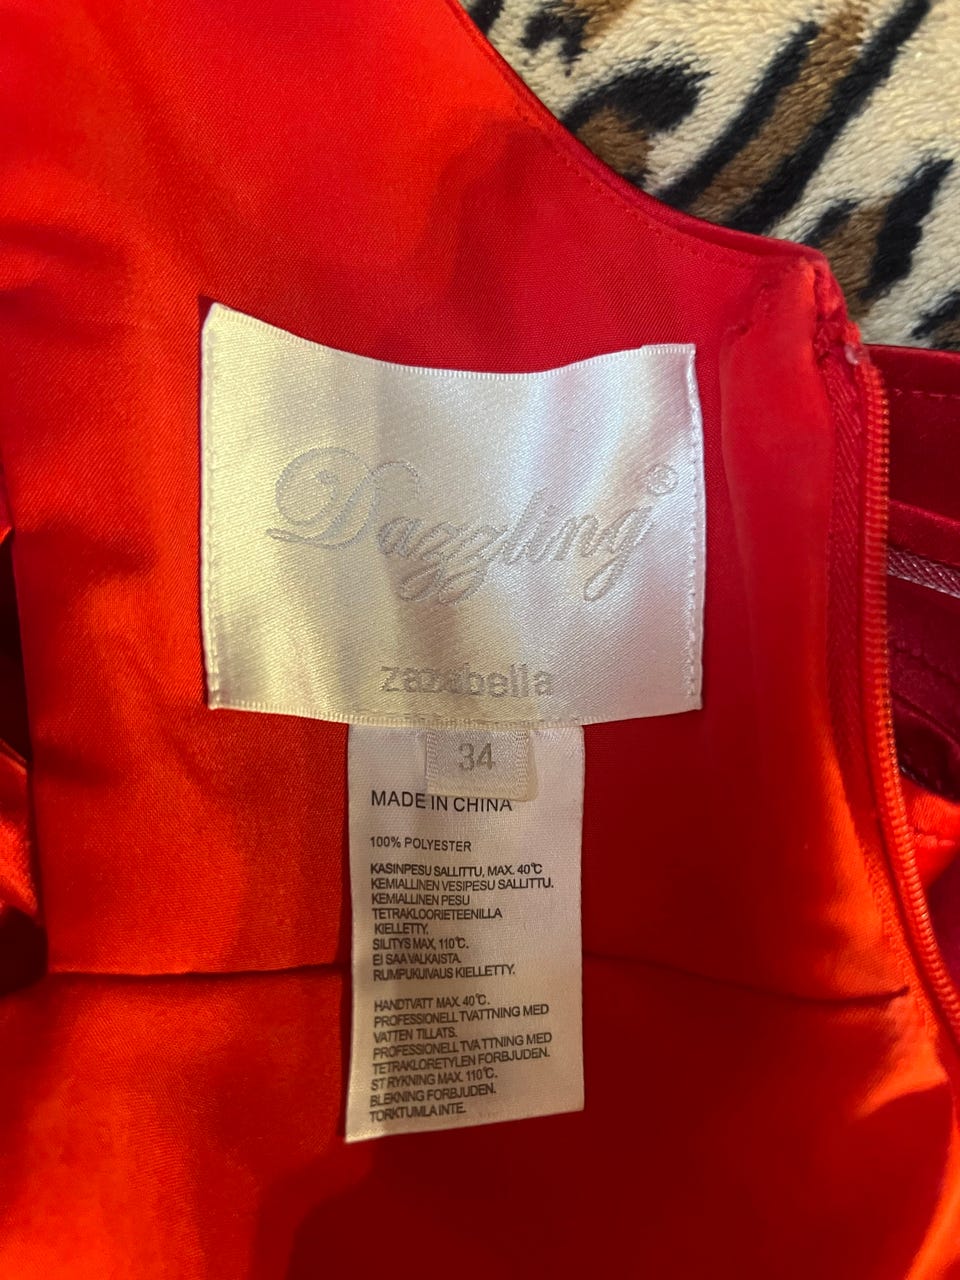 Dazzling®
zazabella
34
MADE IN CHINA
100% POLYESTER
KASINPESU SALLITTU, MAX. 40℃
KEMIALLINEN VESIPESU SALLITTU.
KEMIALLINEN PESU
TETRAKLOORIETEENILLA
KIELLETTY.
SILITYS MAX, 110℃.
EI SAA VALKAISTA.
RUMPUKUIVAUS KIELLETTY.
HANDTVATT MAX. 40℃.
PROFESSIONELL TVATTNING MED
VATTEN TILLATS.
PROFESSIONELL TVATTNING MED
TETRAKLORETYLEN FORBJUDEN.
STRYKNING MAX. 110℃.
BLEKNING FORBJUDEN.
TORKTUMLA INTE.